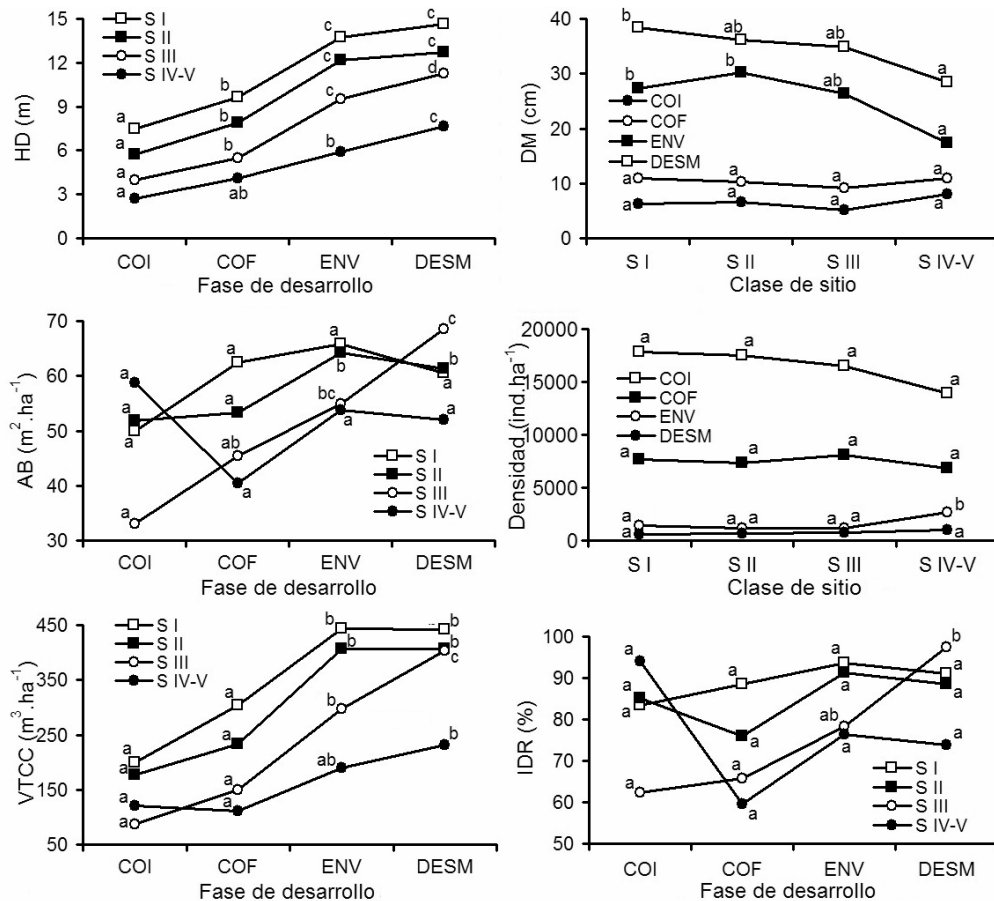 15
12
9
6
3
0
HD (m)
S I
S II
S III
S IV-V
a
b
c
c
a
b
c
c
a
b
c
d
a
ab
b
c
COI
COF
ENV
DESM
Fase de desarrollo
40
30
20
10
0
DM (cm)
b
ab
ab
a
b
b
ab
a
COI
COF
ENV
DESM
a
a
a
a
a
a
a
a
S I
S II
S III
S IV-V
Clase de sitio
70
60
50
40
30
AB (m².ha⁻¹)
a
a
a
a
a
a
b
b
a
ab
bc
c
a
a
a
a
S I
S II
S III
S IV-V
COI
COF
ENV
DESM
Fase de desarrollo
20000
15000
10000
5000
0
Densidad (ind.ha⁻¹)
a
a
a
a
COI
COF
ENV
DESM
a
a
a
a
a
a
a
b
a
a
a
a
S I
S II
S III
S IV-V
Clase de sitio
450
350
250
150
50
VTCC (m³.ha⁻¹)
S I
S II
S III
S IV-V
a
a
b
b
a
a
b
b
a
a
b
c
a
a
ab
b
COI
COF
ENV
DESM
Fase de desarrollo
100
90
80
70
60
50
IDR (%)
a
a
a
a
a
a
a
a
a
a
ab
b
a
a
a
a
S I
S II
S III
S IV-V
COI
COF
ENV
DESM
Fase de desarrollo